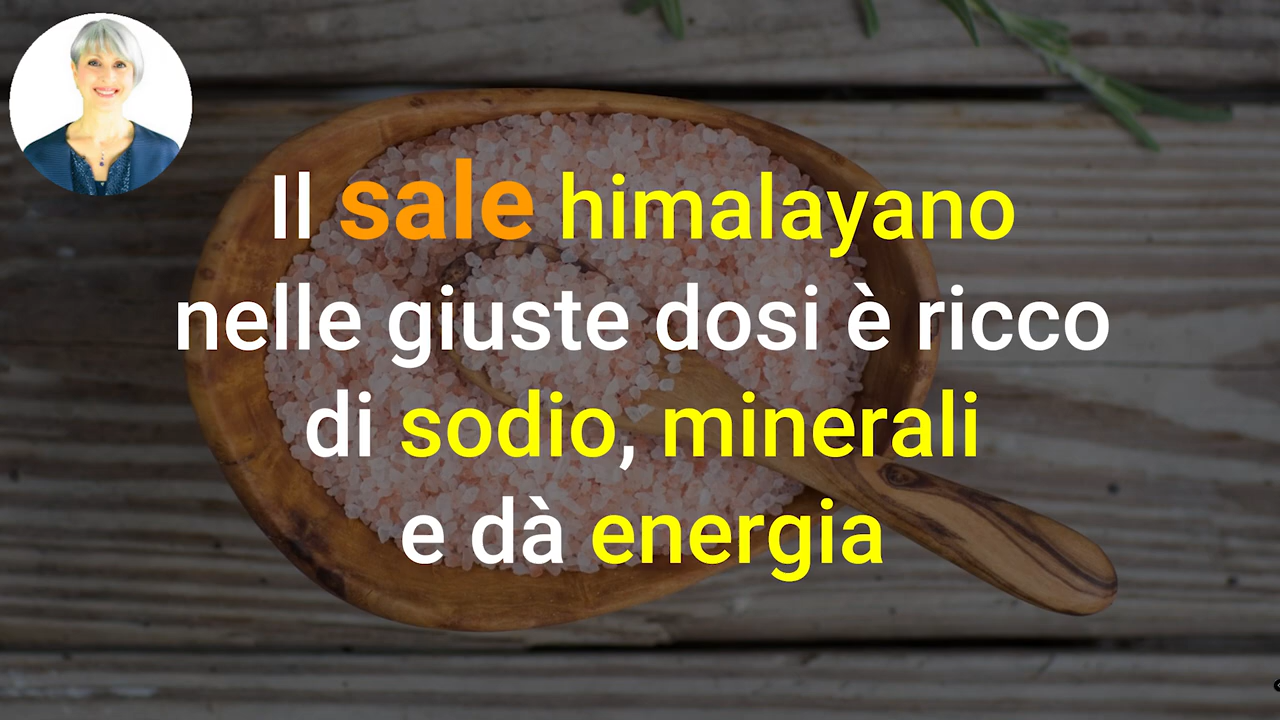 Il sale himalayano
nelle giuste dosi è ricco
di sodio, minerali
e dà energia